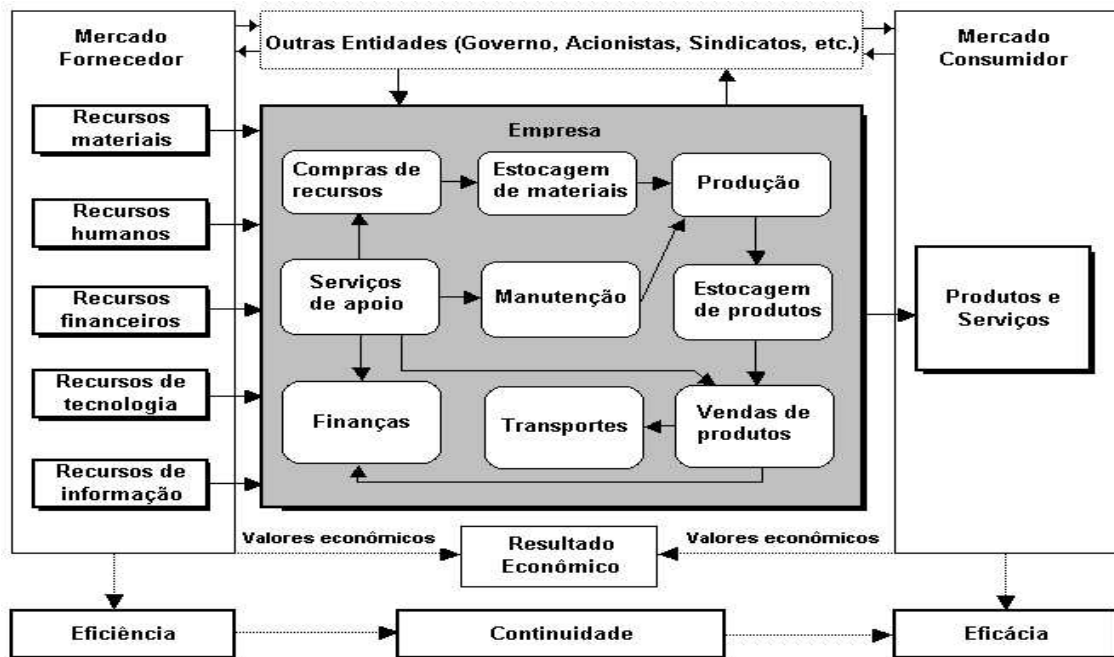 Mercado
Fornecedor
Outras Entidades (Governo, Acionistas, Sindicatos, etc.)
Mercado
Consumidor
Recursos
materiais
Recursos
humanos
Recursos
financeiros
Recursos de
tecnologia
Recursos de
informação
Empresa
Compras de
recursos
Estocagem
de materiais
Produção
Serviços
de apoio
Manutenção
Estocagem
de produtos
Finanças
Transportes
Vendas de
produtos
Produtos e
Serviços
Valores econômicos
Resultado
Econômico
Valores econômicos
Eficiência
Continuidade
Eficácia